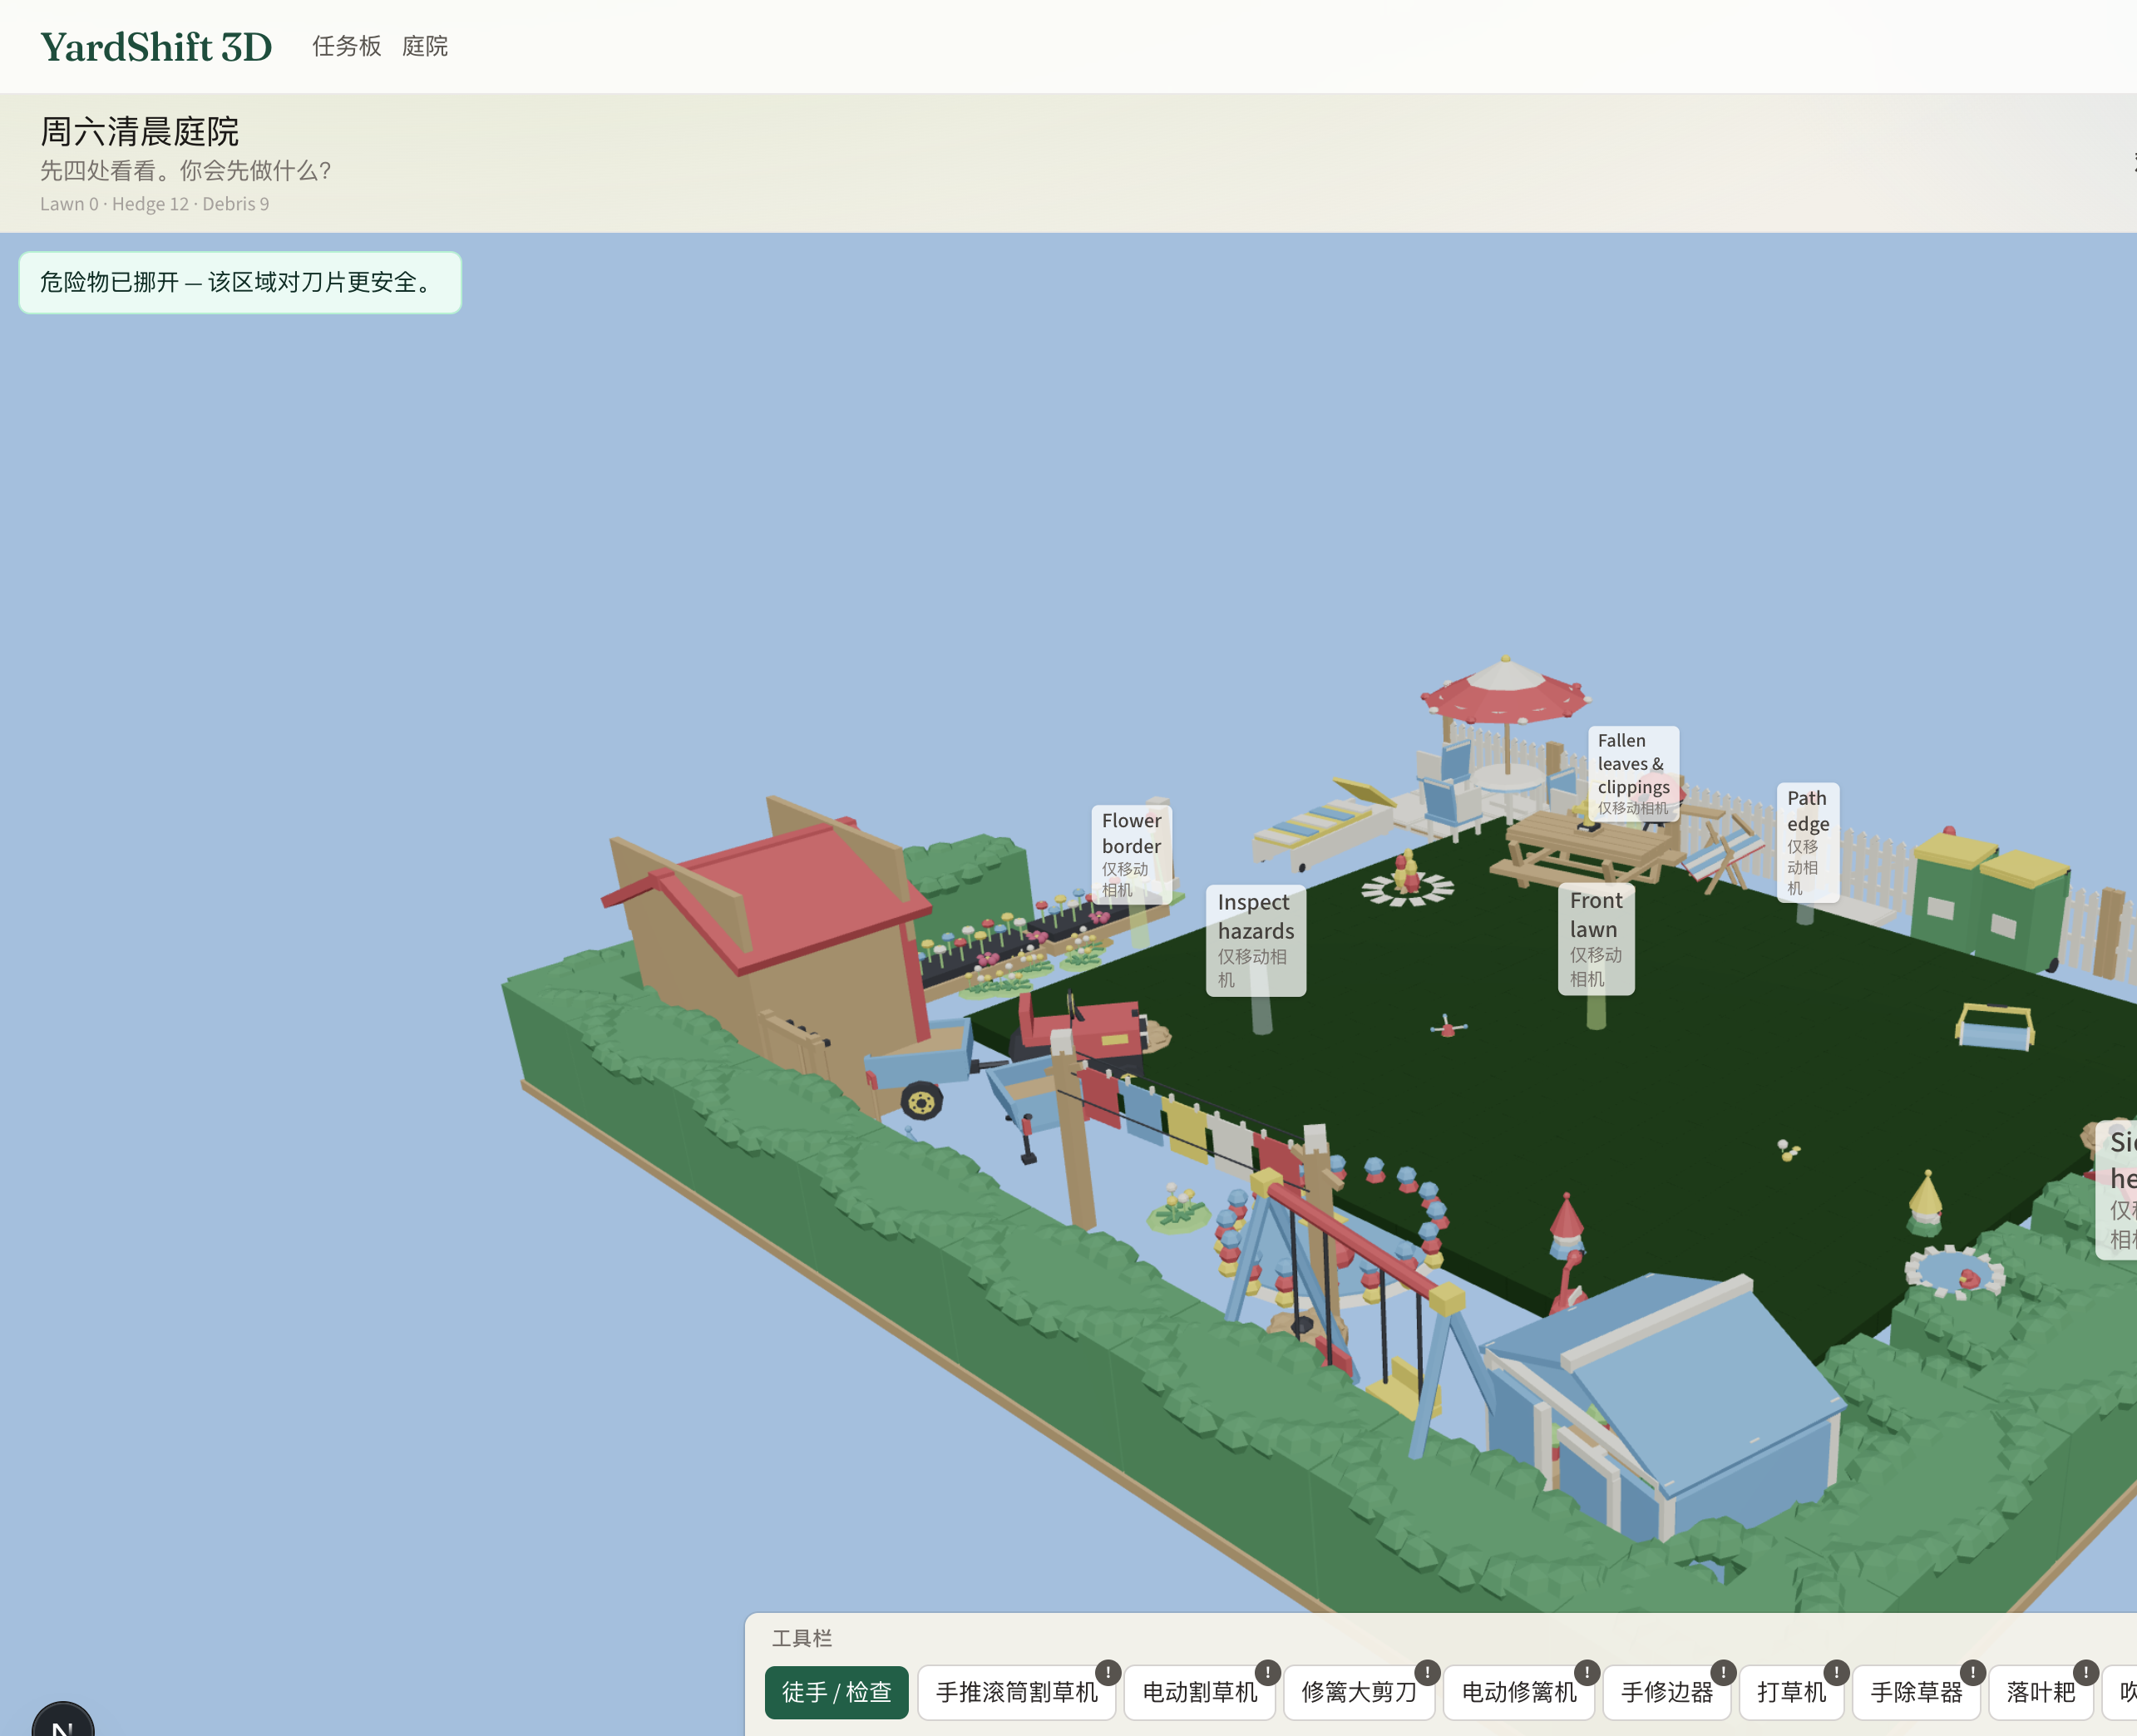 YardShift 3D 任务板 庭院
周六清晨庭院
先四处看看。你会先做什么?
Lawn 0 · Hedge 12 · Debris 9
危险物已挪开 — 该区域对刀片更安全。
Fallen
leaves &
clippings
仅移动相机
Path
edge
仅移
动相
机
Flower
border
仅移动
相机
Inspect
hazards
仅移动相
机
Front
lawn
仅移动
相机
工具栏
徒手 / 检查 手推滚筒割草机 ! 电动割草机 ! 修篱大剪刀 ! 电动修篱机 ! 手修边器 ! 打草机 ! 手除草器 ! 落叶耙 !
N